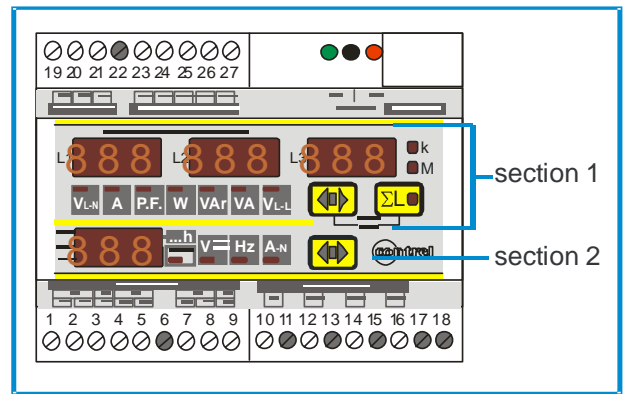 19 20 21 22 23 24 25 26 27
L1 888 L2 888 L3 888 k
M
section 1
VL-N A P.F. W VAr VA VL-L ΣL
888 ...h V Hz A-N contrel
section 2
1 2 3 4 5 6 7 8 9 10 11 12 13 14 15 16 17 18